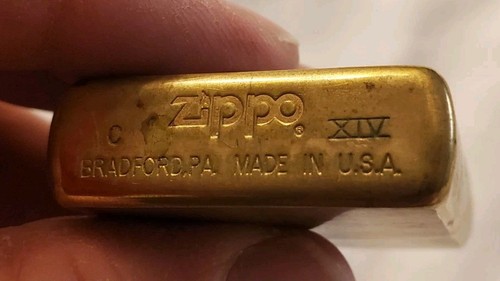 C zippo ® XIV
BRADFORD, PA. MADE IN U.S.A.